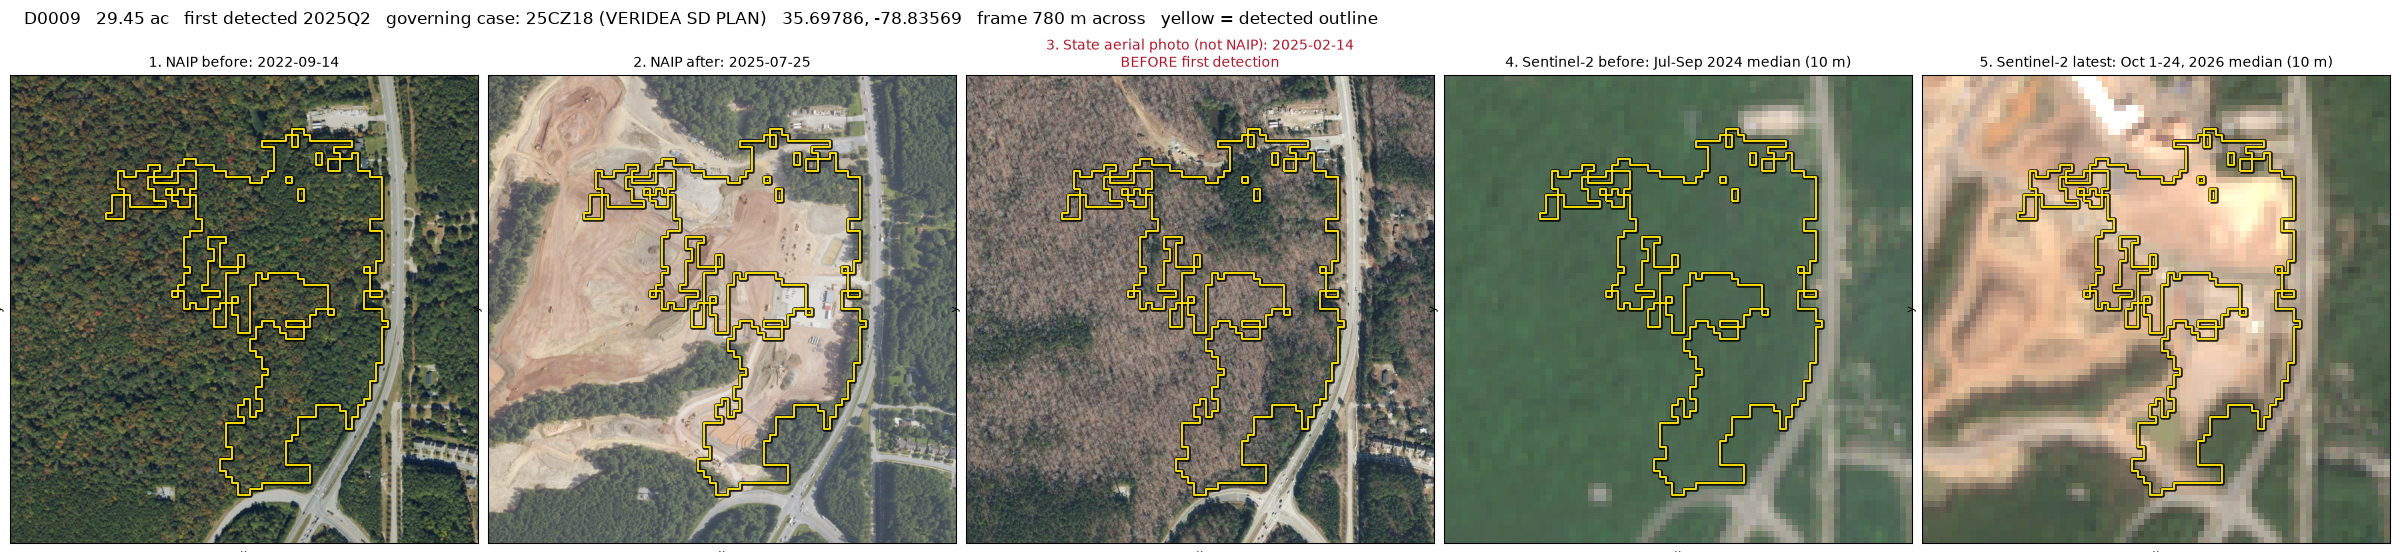 D0009   29.45 ac   first detected 2025Q2   governing case: 25CZ18 (VERIDEA SD PLAN)   35.69786, -78.83569   frame 780 m across   yellow = detected outline
1. NAIP before: 2022-09-14
2. NAIP after: 2025-07-25
3. State aerial photo (not NAIP): 2025-02-14
BEFORE first detection
4. Sentinel-2 before: Jul-Sep 2024 median (10 m)
5. Sentinel-2 latest: Oct 1-24, 2026 median (10 m)